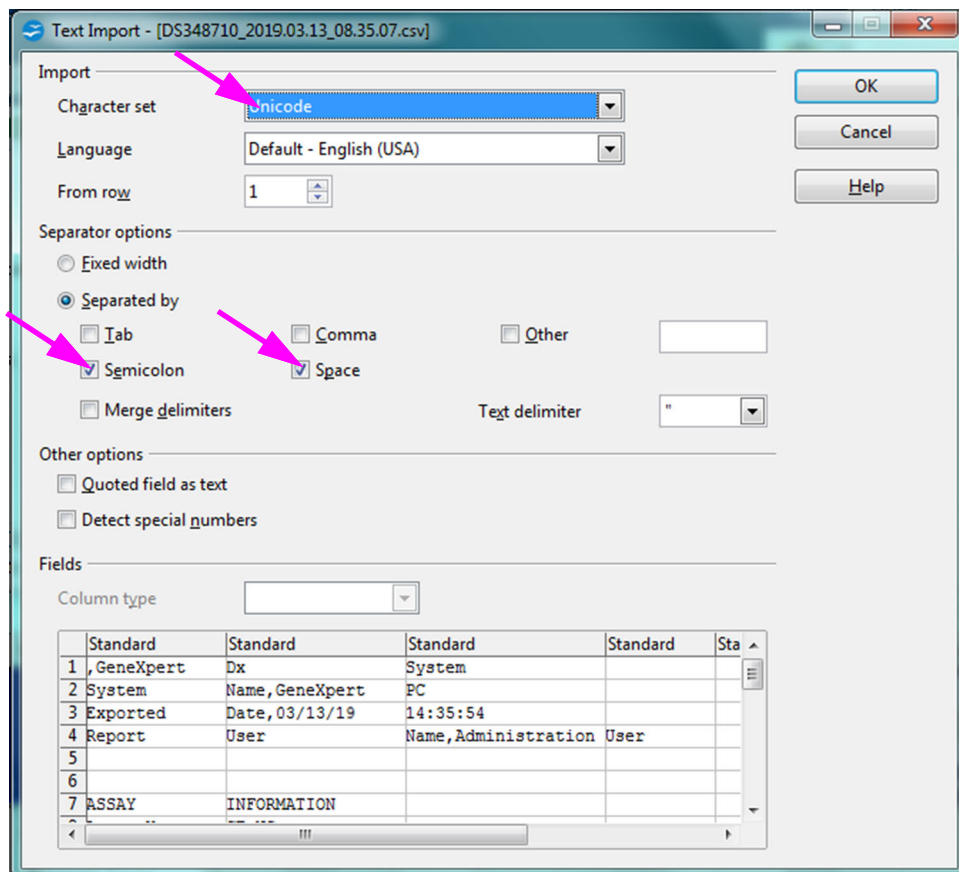 Text Import - [DS348710_2019.03.13_08.35.07.csv]
Import
OK
Character set Unicode
Cancel
Language Default - English (USA)
Help
From row 1
Separator options
Fixed width
Separated by
Tab Comma Other
Semicolon Space
Merge delimiters Text delimiter "
Other options
Quoted field as text
Detect special numbers
Fields
Column type
Standard Standard Standard Standard Sta
1 ,GeneXpert Dx System
2 System Name,GeneXpert PC
3 Exported Date,03/13/19 14:35:54
4 Report User Name,Administration User
5
6
7 ASSAY INFORMATION